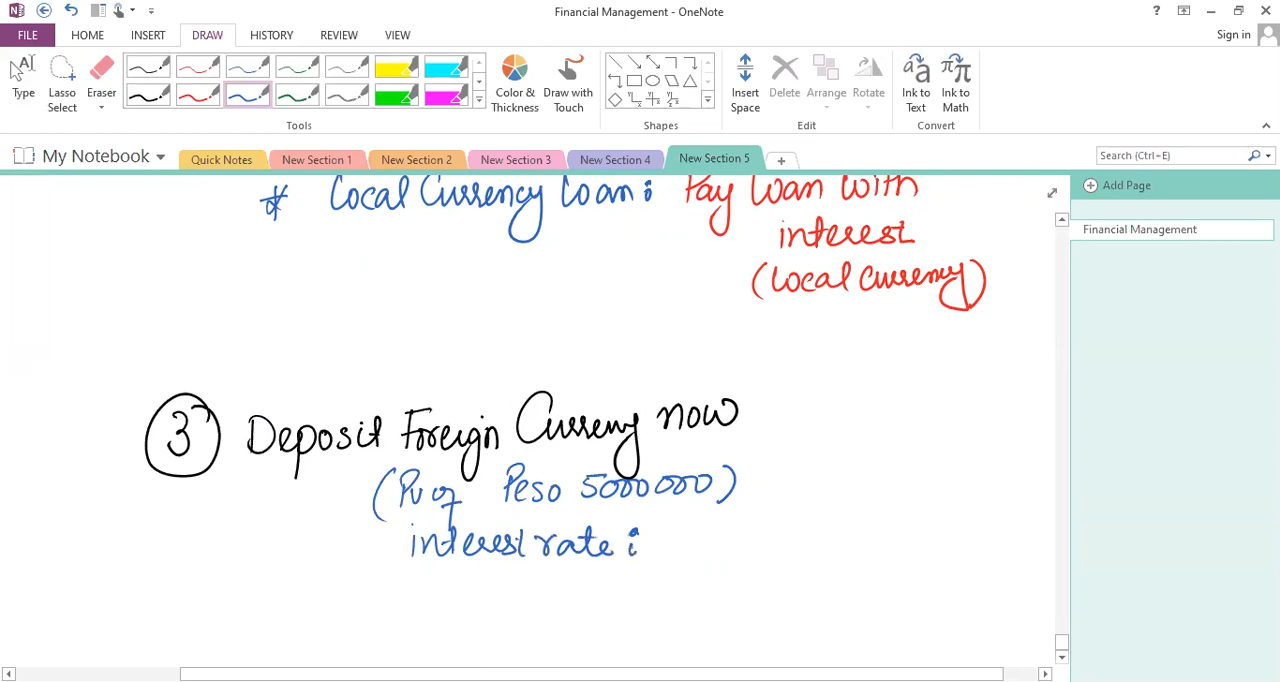 Financial Management - OneNote
?
FILE HOME INSERT DRAW HISTORY REVIEW VIEW
Sign in
Type
Lasso Select
Eraser
Color & Thickness
Draw with Touch
Insert Space
Delete
Arrange
Rotate
Ink to Text
Ink to Math
Tools
Shapes
Edit
Convert
My Notebook
Quick Notes
New Section 1
New Section 2
New Section 3
New Section 4
New Section 5
Search (Ctrl+E)
Add Page
Financial Management
* Local Currency Loan: Pay Loan with
interest
(Local Currency)
3 Deposit Foreign Curreny now
(PV of Peso 5000000)
interest rate: